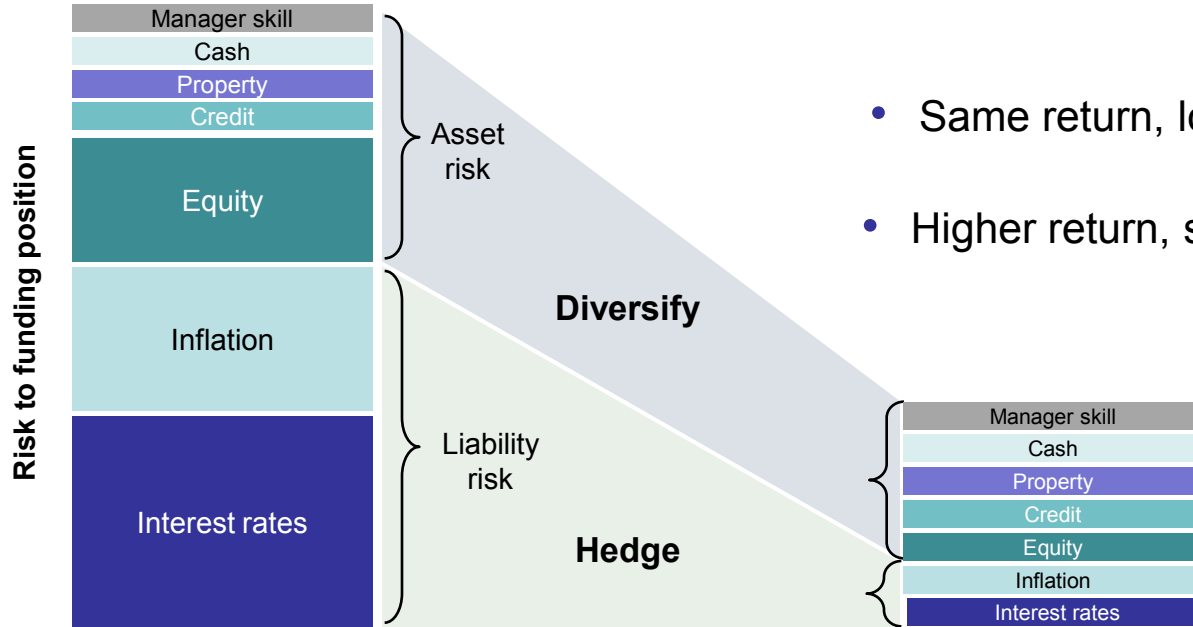 Manager skill
Cash
Property
Credit
Equity
Inflation
Interest rates
Risk to funding position
Asset
risk
Liability
risk
Diversify
Hedge
• Same return,
• Higher return,
Manager skill
Cash
Property
Credit
Equity
Inflation
Interest rates